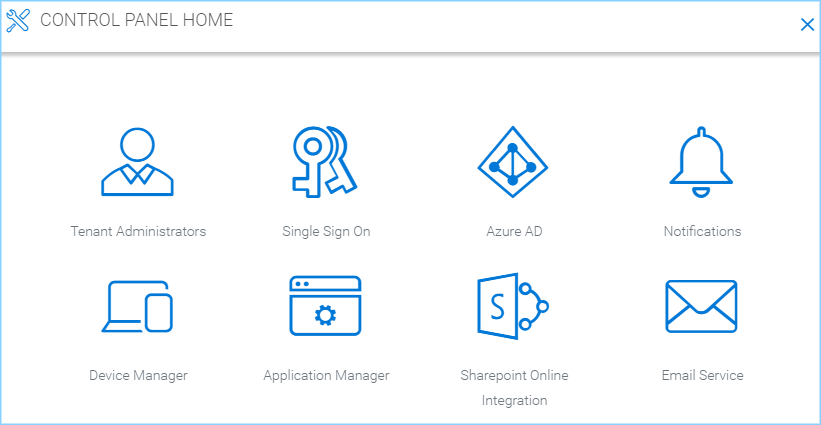 CONTROL PANEL HOME
Tenant Administrators
Single Sign On
Azure AD
Notifications
Device Manager
Application Manager
Sharepoint Online
Integration
Email Service